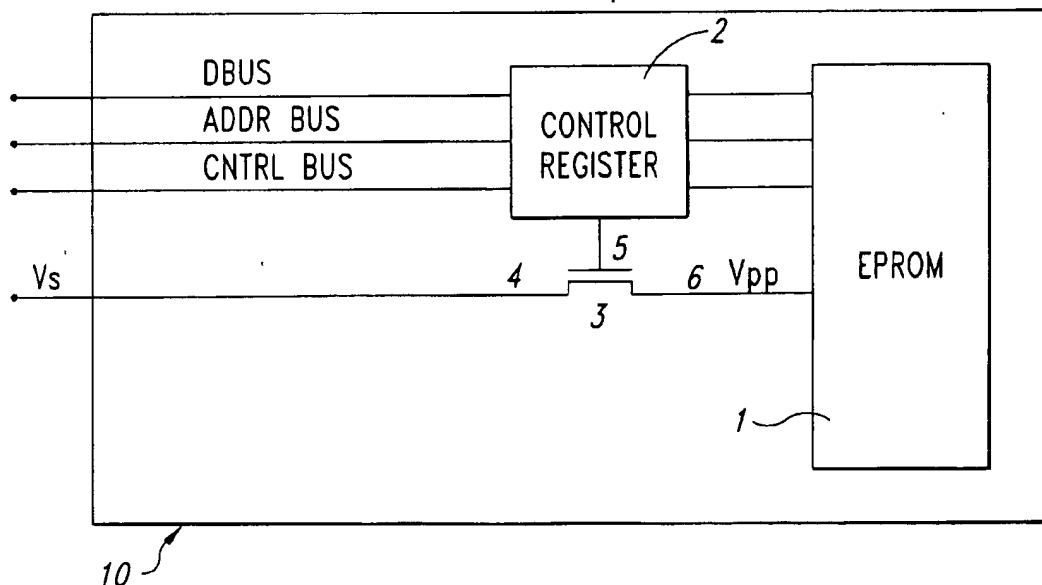 2
DBUS
ADDR BUS
CNTRL BUS
CONTROL
REGISTER
5
Vs
4
6 Vpp
3
EPROM
1
10